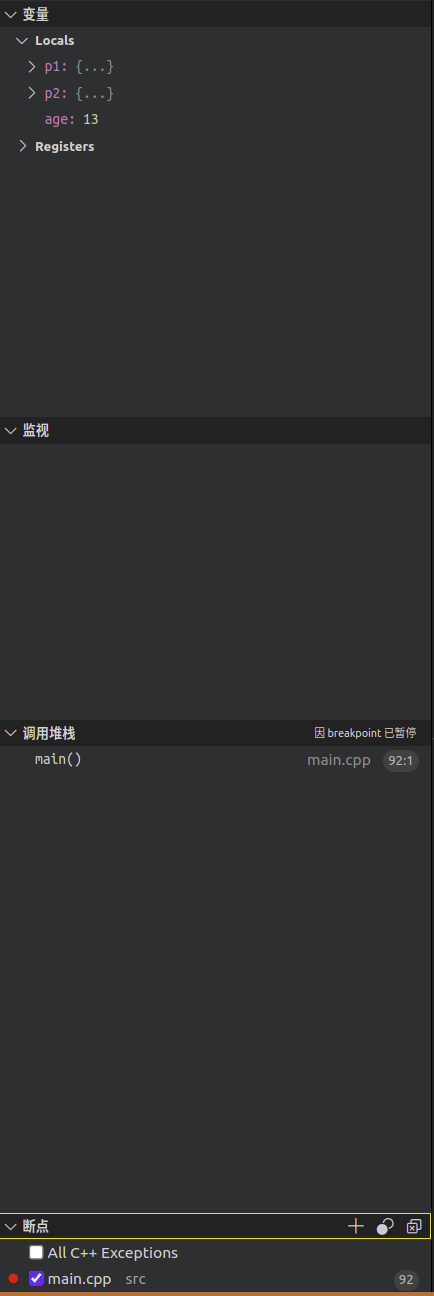 变量
Locals
p1: {...}
p2: {...}
age: 13
Registers
监视
调用堆栈 因 breakpoint 已暂停
main() main.cpp 92:1
断点
All C++ Exceptions
main.cpp src 92